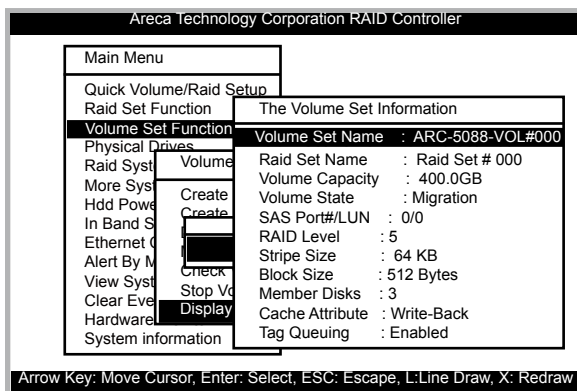 Areca Technology Corporation RAID Controller
Main Menu
Quick Volume/Raid Setup
Raid Set Function
Volume Set Function
Physical Drives
Raid Syst
More Syst
Hdd Powe
In Band S
Ethernet
Alert By M
View Syst
Clear Eve
Hardware
System information
Volume
Create
Create
Check
Stop Vo
Display
The Volume Set Information
Volume Set Name : ARC-5088-VOL#000
Raid Set Name : Raid Set # 000
Volume Capacity : 400.0GB
Volume State : Migration
SAS Port#/LUN : 0/0
RAID Level : 5
Stripe Size : 64 KB
Block Size : 512 Bytes
Member Disks : 3
Cache Attribute : Write-Back
Tag Queuing : Enabled
Arrow Key: Move Cursor, Enter: Select, ESC: Escape, L:Line Draw, X: Redraw